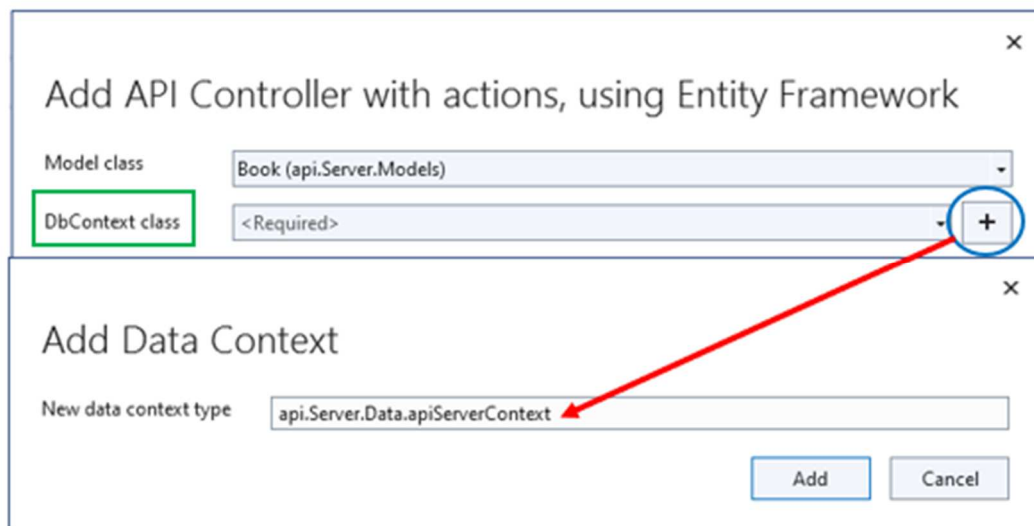 Add API Controller with actions, using Entity Framework
Model class
Book (api.Server.Models)
DbContext class
<Required>
+
Add Data Context
New data context type
api.Server.Data.apiServerContext
Add
Cancel